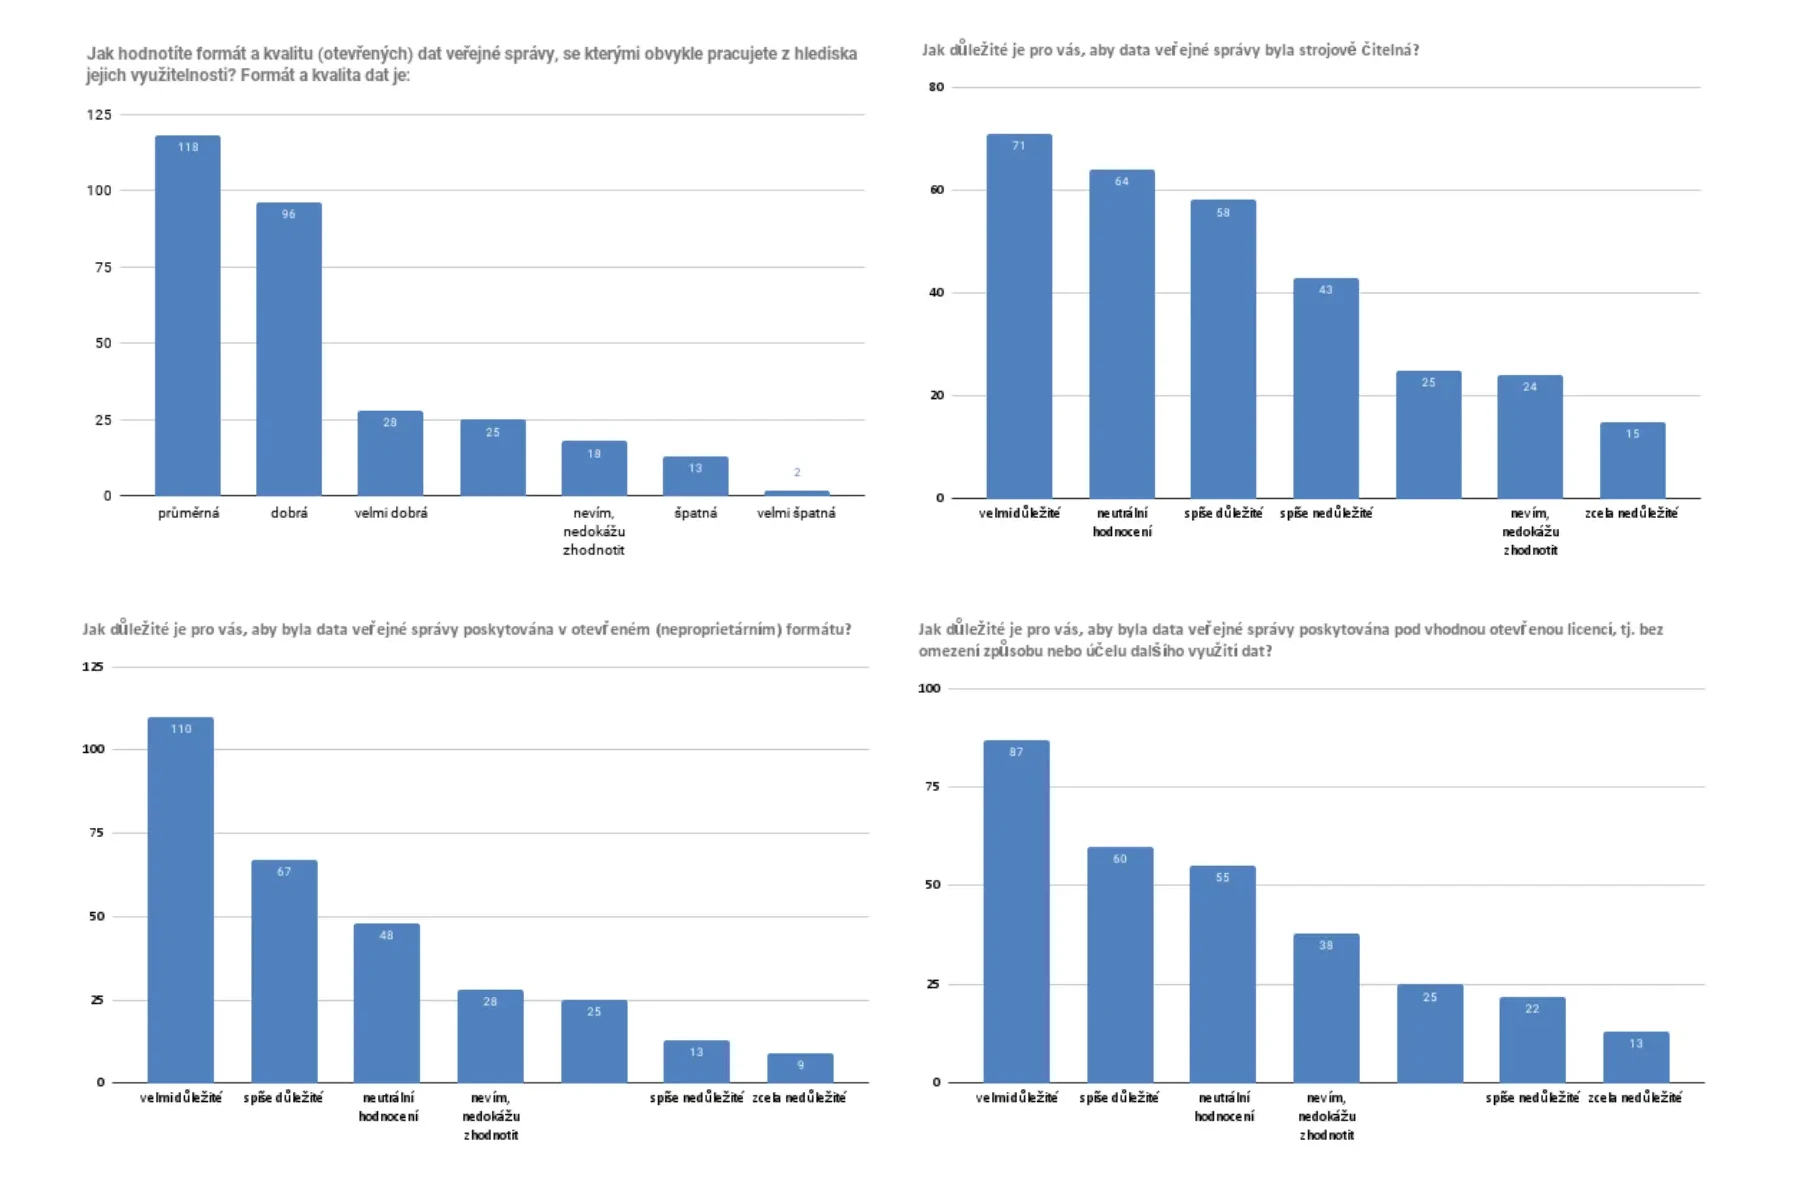 Jak hodnotíte formát a kvalitu (otevřených) dat veřejné správy, se kterými obvykle pracujete z hlediska
jejich využitelnosti? Formát a kvalita dat je:
125
100
75
50
25
0
118
96
28
25
18
13
2
průměrná
dobrá
velmi dobrá
nevím,
nedokážu
zhodnotit
špatná
velmi špatná
Jak důležité je pro vás, aby data veřejné správy byla strojově čitelná?
80
60
40
20
0
71
64
58
43
25
24
15
velmi důležité
neutrální
hodnocení
spíše důležité
spíše nedůležité
nevím,
nedokážu
zhodnotit
zcela nedůležité
Jak důležité je pro vás, aby byla data veřejné správy poskytována v otevřeném (neproprietárním) formátu?
125
100
75
50
25
0
110
67
48
28
25
13
9
velmi důležité
spíše důležité
neutrální
hodnocení
nevím,
nedokážu
zhodnotit
spíše nedůležité
zcela nedůležité
Jak důležité je pro vás, aby byla data veřejné správy poskytována pod vhodnou otevřenou licencí, tj. bez
omezení způsobu nebo účelu dalšího využití dat?
100
75
50
25
0
87
60
55
38
25
22
13
velmi důležité
spíše důležité
neutrální
hodnocení
nevím,
nedokážu
zhodnotit
spíše nedůležité
zcela nedůležité